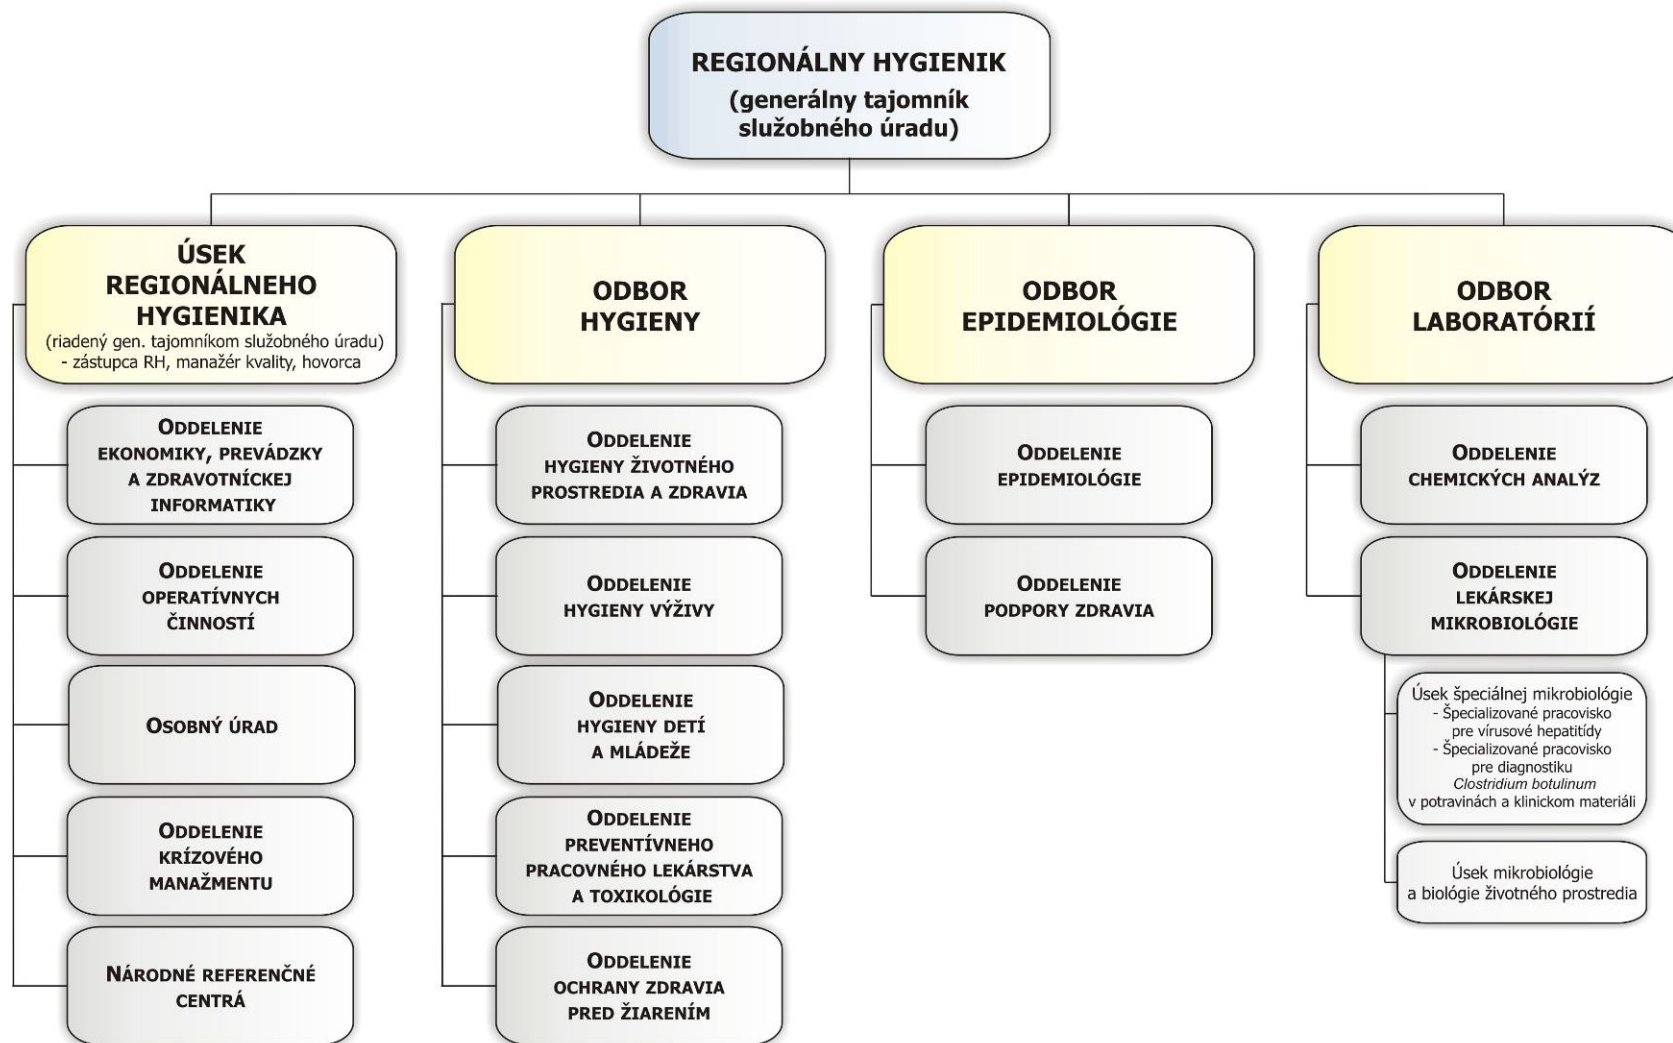 REGIONÁLNY HYGIENIK
(generálny tajomník
služobného úradu)
ÚSEK
REGIONÁLNEHO
HYGIENIKA
(riadený gen. tajomníkom služobného úradu)
- zástupca RH, manažér kvality, hovorca
ODDELENIE
EKONOMIKY, PREVÁDZKY
A ZDRAVOTNÍCKEJ
INFORMATIKY
ODDELENIE
OPERATÍVNYCH
ČINNOSTÍ
OSOBNÝ ÚRAD
ODDELENIE
KRÍZOVÉHO
MANAŽMENTU
NÁRODNÉ REFERENČNÉ
CENTRÁ
ODBOR
HYGIENY
ODDELENIE
HYGIENY ŽIVOTNÉHO
PROSTREDIA A ZDRAVIA
ODDELENIE
HYGIENY VÝŽIVY
ODDELENIE
HYGIENY DETÍ
A MLÁDEŽE
ODDELENIE
PREVENTÍVNEHO
PRACOVNÉHO LEKÁRSTVA
A TOXIKOLÓGIE
ODDELENIE
OCHRANY ZDRAVIA
PRED ŽIARENÍM
ODBOR
EPIDEMIOLÓGIE
ODDELENIE
EPIDEMIOLÓGIE
ODDELENIE
PODPORY ZDRAVIA
ODBOR
LABORATÓRIÍ
ODDELENIE
CHEMICKÝCH ANALÝZ
ODDELENIE
LEKÁRSKEJ
MIKROBIOLÓGIE
Úsek špeciálnej mikrobiológie
- Špecializované pracovisko
pre vírusové hepatitídy
- Špecializované pracovisko
pre diagnostiku
Clostridium botulinum
v potravinách a klinickom materiáli
Úsek mikrobiológie
a biológie životného prostredia